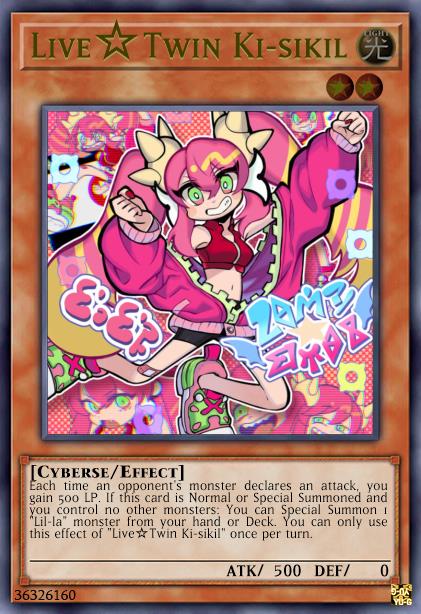 Live☆Twin Ki-sikil
LIGHT
光
[Cyberse/Effect]
Each time an opponent's monster declares an attack, you
gain 500 LP. If this card is Normal or Special Summoned and
you control no other monsters: You can Special Summon 1
"Lil-la" monster from your hand or Deck. You can only use
this effect of "Live☆Twin Ki-sikil" once per turn.
ATK/ 500 DEF/ 0
36326160